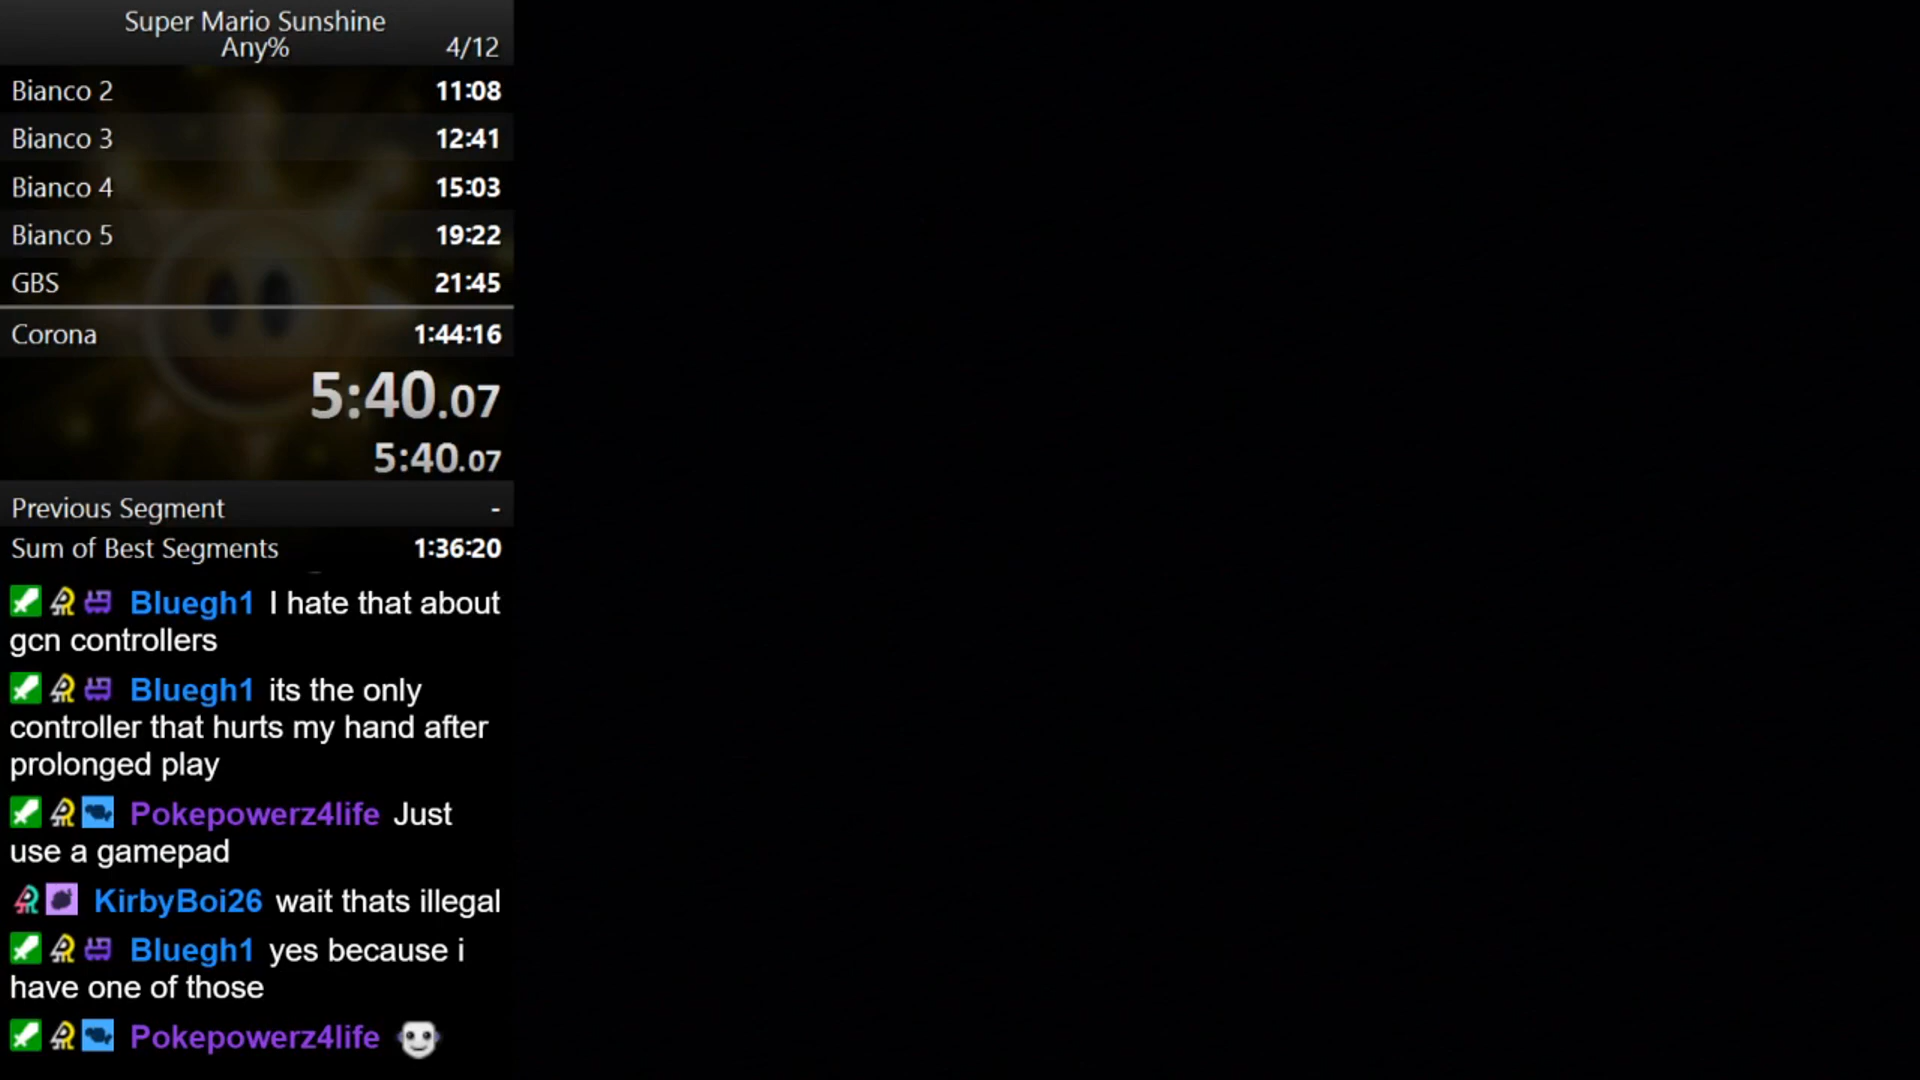 Super Mario Sunshine
Any% 4/12
Bianco 2 11:08
Bianco 3 12:41
Bianco 4 15:03
Bianco 5 19:22
GBS 21:45
Corona 1:44:16
5:40.07
5:40.07
Previous Segment -
Sum of Best Segments 1:36:20
Bluegh1 I hate that about
gcn controllers
Bluegh1 its the only
controller that hurts my hand after
prolonged play
Pokepowerz4life Just
use a gamepad
KirbyBoi26 wait thats illegal
Bluegh1 yes because i
have one of those
Pokepowerz4life